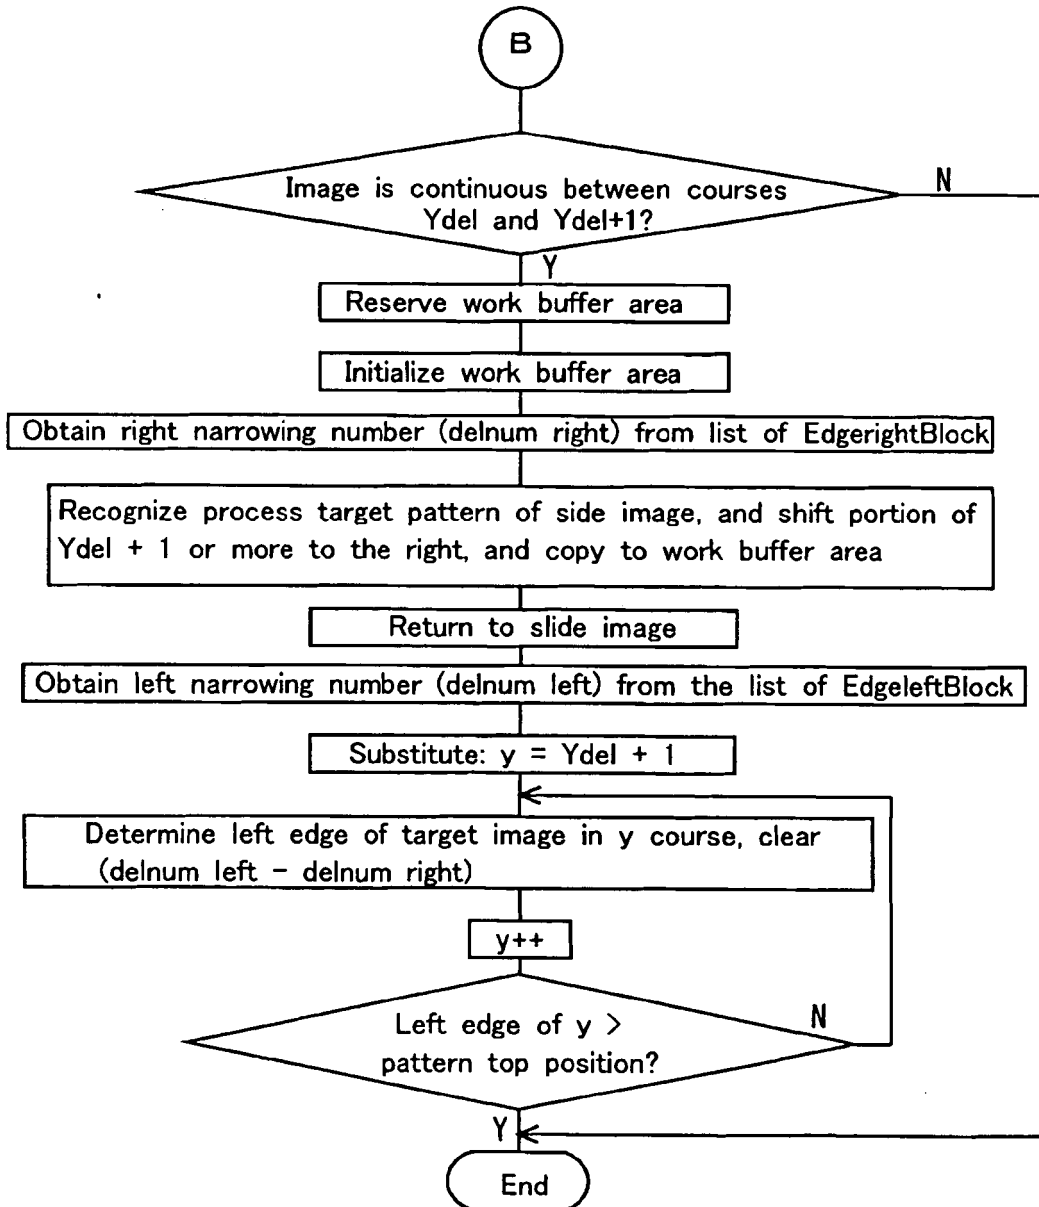 B
Image is continuous between courses
Ydel and Ydel+1?
N
Y
Reserve work buffer area
Initialize work buffer area
Obtain right narrowing number (delnum right) from list of EdgerightBlock
Recognize process target pattern of side image, and shift portion of
Ydel + 1 or more to the right, and copy to work buffer area
Return to slide image
Obtain left narrowing number (delnum left) from the list of EdgeleftBlock
Substitute: y = Ydel + 1
Determine left edge of target image in y course, clear
(delnum left - delnum right)
y++
Left edge of y >
pattern top position?
N
Y
End